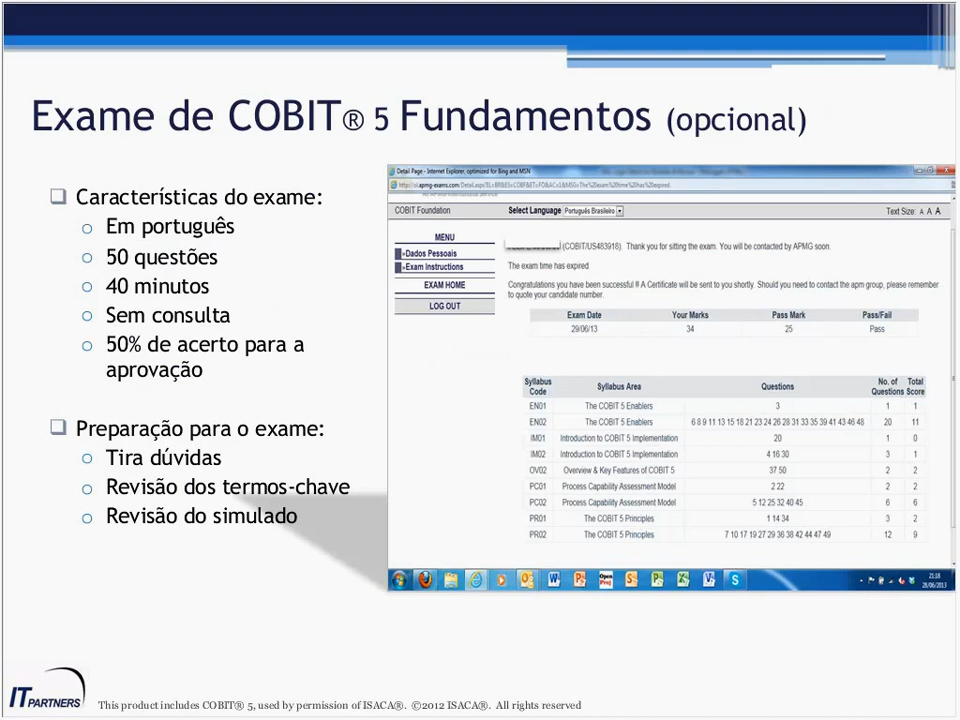 Exame de COBIT® 5 Fundamentos (opcional)
Características do exame:
Em português
50 questões
40 minutos
Sem consulta
50% de acerto para a
aprovação
Preparação para o exame:
Tira dúvidas
Revisão dos termos-chave
Revisão do simulado
Detail Page - Internet Explorer, optimized for Bing and MSN
COBIT Foundation
Select Language Português Brasileiro
Text Size: A A A
MENU
»Dados Pessoais
»Exam Instructions
EXAM HOME
LOG OUT
(COBIT/US483918). Thank you for sitting the exam. You will be contacted by APMG soon.
The exam time has expired
Congratulations you have been successful !! A Certificate will be sent to you shortly. Should you need to contact the apm group, please remember
to quote your candidate number.
Exam Date Your Marks Pass Mark Pass/Fail
29/06/13 34 25 Pass
Syllabus Code Syllabus Area Questions No. of Questions Total Score
EN01 The COBIT 5 Enablers 3 1 1
EN02 The COBIT 5 Enablers 6 8 9 11 13 15 18 21 23 24 26 28 31 33 35 39 41 43 46 48 20 11
IM01 Introduction to COBIT 5 Implementation 20 1 0
IM02 Introduction to COBIT 5 Implementation 4 16 30 3 1
OV02 Overview & Key Features of COBIT 5 37 50 2 2
PC01 Process Capability Assessment Model 2 22 2 2
PC02 Process Capability Assessment Model 5 12 25 32 40 45 6 6
PR01 The COBIT 5 Principles 1 14 34 3 2
PR02 The COBIT 5 Principles 7 10 17 19 27 29 36 38 42 44 47 49 12 9
21:18
28/06/2013
IT PARTNERS
This product includes COBIT® 5, used by permission of ISACA®. ©2012 ISACA®. All rights reserved